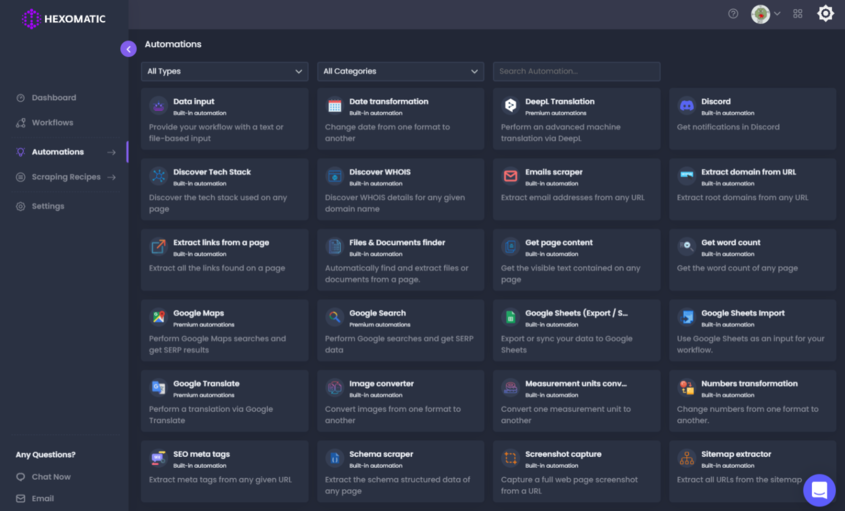 HEXOMATIC
Automations
All Types
All Categories
Search Automation...
Dashboard
Workflows
Automations
Scraping Recipes
Settings
Data input
Built-in automation
Provide your workflow with a text or
file-based input
Date transformation
Built-in automation
Change date from one format to
another
DeepL Translation
Premium automations
Perform an advanced machine
translation via DeepL
Discord
Built-in automation
Get notifications in Discord
Discover Tech Stack
Built-in automation
Discover the tech stack used on any
page
Discover WHOIS
Built-in automation
Discover WHOIS details for any given
domain name
Emails scraper
Built-in automation
Extract email addresses from any URL
Extract domain from URL
Built-in automation
Extract root domains from any URL
Extract links from a page
Built-in automation
Extract all the links found on a page
Files & Documents finder
Built-in automation
Automatically find and extract files or
documents from a page.
Get page content
Built-in automation
Get the visible text contained on any
page
Get word count
Built-in automation
Get the word count of any page
Google Maps
Premium automations
Perform Google Maps searches and
get SERP results
Google Search
Premium automations
Perform Google searches and get SERP
data
Google Sheets (Export / S...
Built-in automation
Export or sync your data to Google
Sheets
Google Sheets Import
Built-in automation
Use Google Sheets as an input for your
workflow.
Google Translate
Premium automations
Perform a translation via Google
Translate
Image converter
Built-in automation
Convert images from one format to
another
Measurement units conv...
Built-in automation
Convert one measurement unit to
another
Numbers transformation
Built-in automation
Change numbers from one format to
another.
SEO meta tags
Built-in automation
Extract meta tags from any given URL
Schema scraper
Built-in automation
Extract the schema structured data of
any page
Screenshot capture
Built-in automation
Capture a full web page screenshot
from a URL
Sitemap extractor
Built-in automation
Extract all URLs from the sitemap
Any Questions?
Chat Now
Email